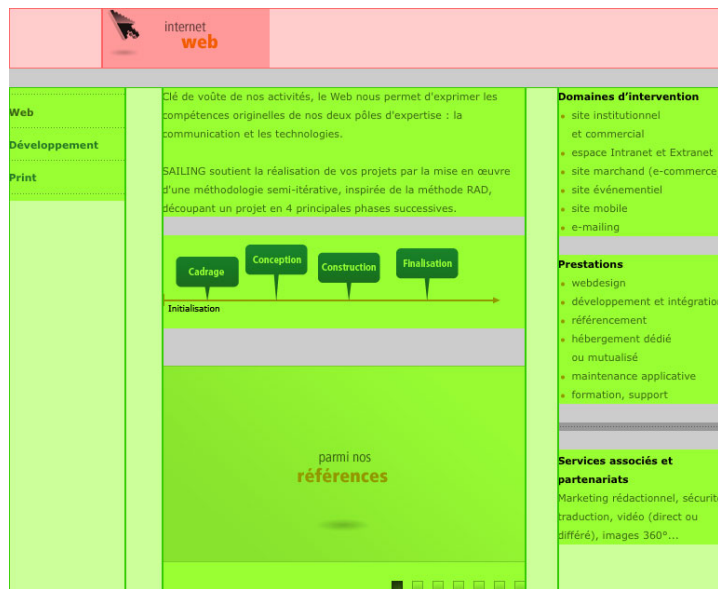 internet
web
Web
Développement
Print
Clé de voûte de nos activités, le Web nous permet d'exprimer les
compétences originelles de nos deux pôles d'expertise : la
communication et les technologies.
SAILING soutient la réalisation de vos projets par la mise en œuvre
d'une méthodologie semi-itérative, inspirée de la méthode RAD,
découpant un projet en 4 principales phases successives.
Cadrage
Conception
Construction
Finalisation
Initialisation
parmi nos
références
Domaines d’intervention
site institutionnel
et commercial
espace Intranet et Extranet
site marchand (e-commerce
site événementiel
site mobile
e-mailing
Prestations
webdesign
développement et intégration
référencement
hébergement dédié
ou mutualisé
maintenance applicative
formation, support
Services associés et
partenariats
Marketing rédactionnel, sécurité
traduction, vidéo (direct ou
différé), images 360°...